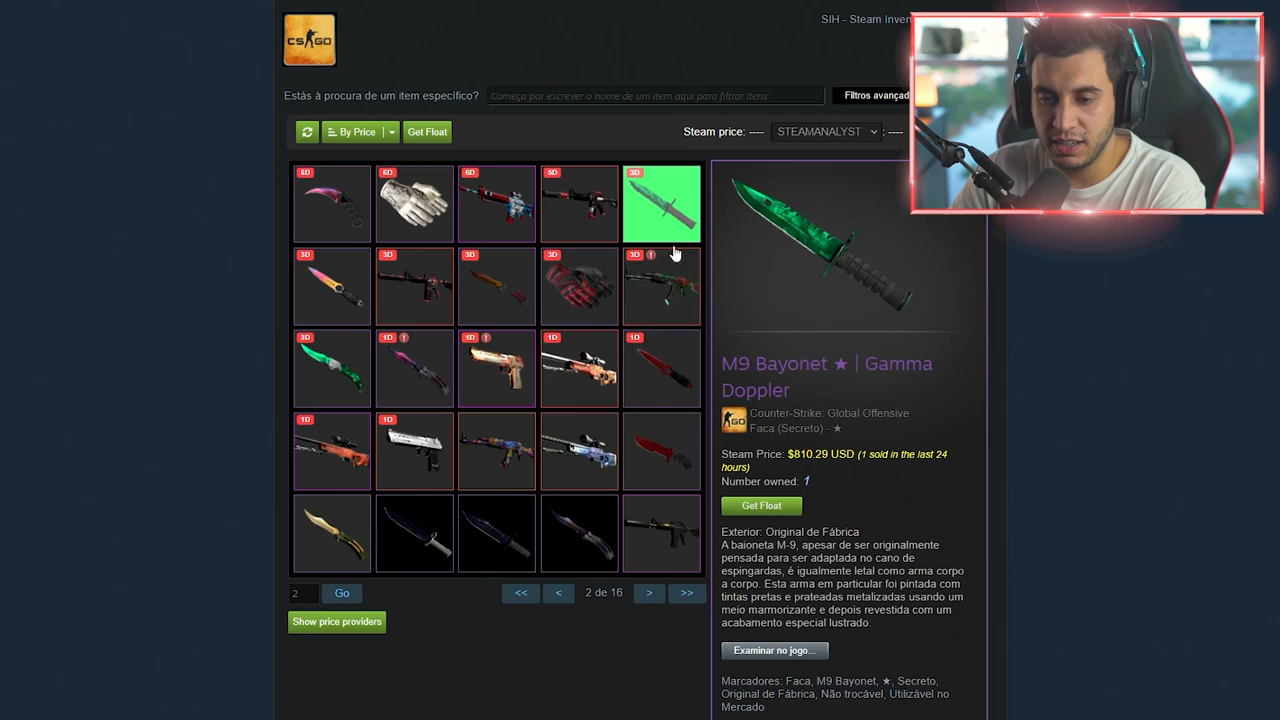 CS GO
SIH - Steam Inven
Estás à procura de um item específico?
Começa por escrever o nome de um item aqui para filtrar itens
Filtros avançad
By Price
Get Float
Steam price: ----
STEAMANALYST
: ----
6D
6D
6D
5D
3D
3D
3D
3D
3D
3D
3D
1D
1D
1D
1D
1D
1D
2
Go
<<
<
2 de 16
>
>>
Show price providers
M9 Bayonet ★ | Gamma
Doppler
GO
Counter-Strike: Global Offensive
Faca (Secreto) - ★
Steam Price: $810.29 USD (1 sold in the last 24
hours)
Number owned: 1
Get Float
Exterior: Original de Fábrica
A baioneta M-9, apesar de ser originalmente
pensada para ser adaptada no cano de
espingardas, é igualmente letal como arma corpo
a corpo. Esta arma em particular foi pintada com
tintas pretas e prateadas metalizadas usando um
meio marmorizante e depois revestida com um
acabamento especial lustrado.
Examinar no jogo...
Marcadores: Faca, M9 Bayonet, ★, Secreto,
Original de Fábrica, Não trocável, Utilizável no
Mercado